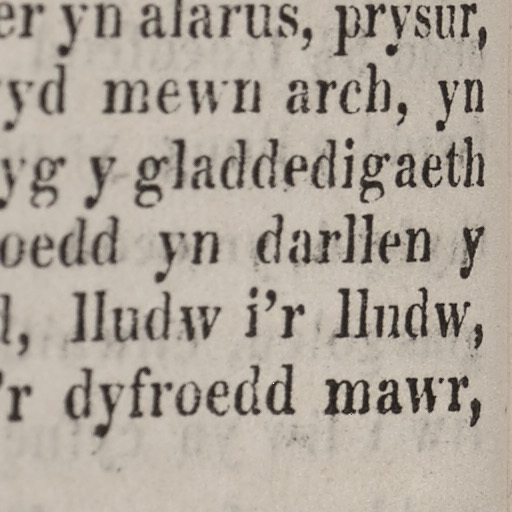 er yn alarus, prysur,
yd mewn arch, yn
yg y gladdedigaeth
oedd yn darllen y
l, lludw i'r lludw,
'r dyfroedd mawr,